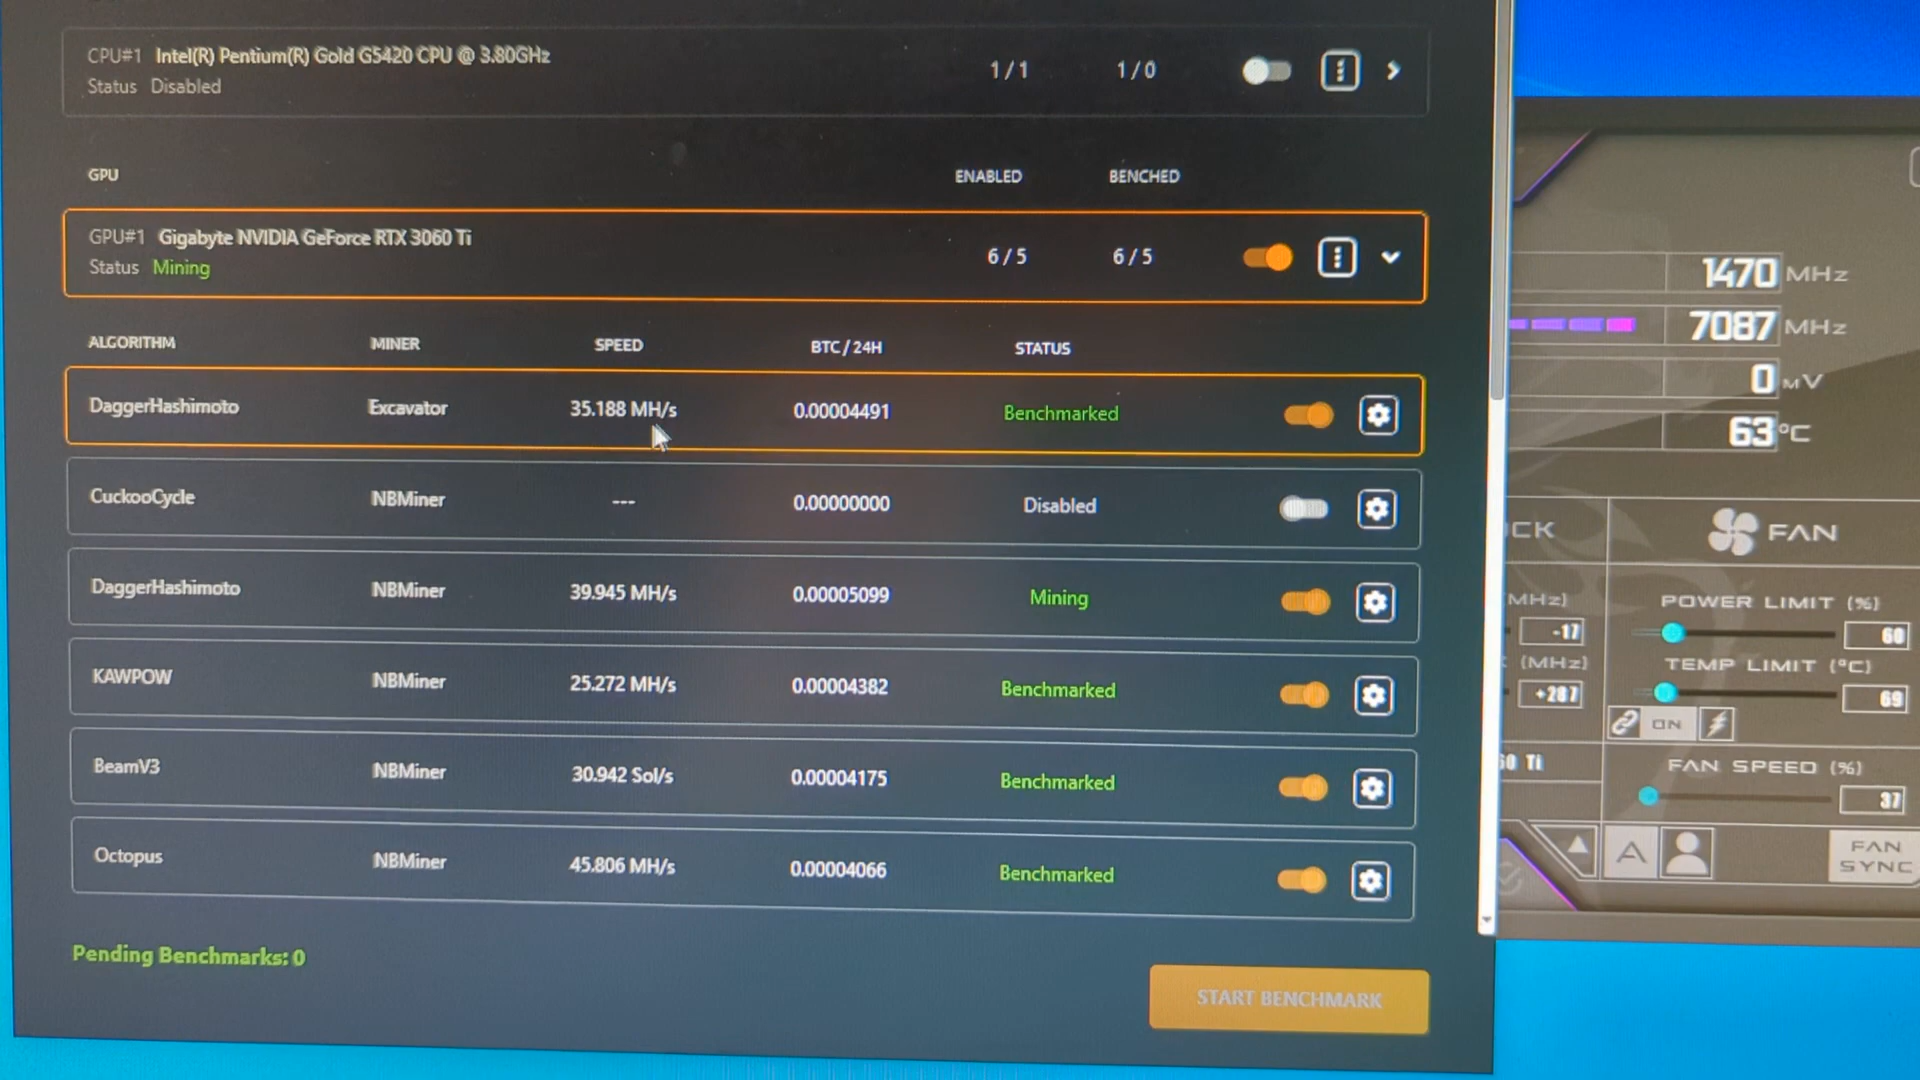 CPU#1 Intel(R) Pentium(R) Gold G5420 CPU @ 3.80GHz
1 / 1 1 / 0
Status Disabled
GPU ENABLED BENCHED
GPU#1 Gigabyte NVIDIA GeForce RTX 3060 Ti
6 / 5 6 / 5
Status Mining
ALGORITHM MINER SPEED BTC / 24H STATUS
DaggerHashimoto Excavator 35.188 MH/s 0.00004491 Benchmarked
CuckooCycle NBMiner --- 0.00000000 Disabled
DaggerHashimoto NBMiner 39.945 MH/s 0.00005099 Mining
KAWPOW NBMiner 25.272 MH/s 0.00004382 Benchmarked
BeamV3 NBMiner 30.942 Sol/s 0.00004175 Benchmarked
Octopus NBMiner 45.806 MH/s 0.00004066 Benchmarked
Pending Benchmarks: 0
START BENCHMARK
1470 MHz
7087 MHz
0 mV
63 °C
FAN
MHz)
-17
(MHz)
+287
POWER LIMIT (%)
60
TEMP LIMIT (°C)
69
ON
Ti
FAN SPEED (%)
37
A
FAN
SYNC